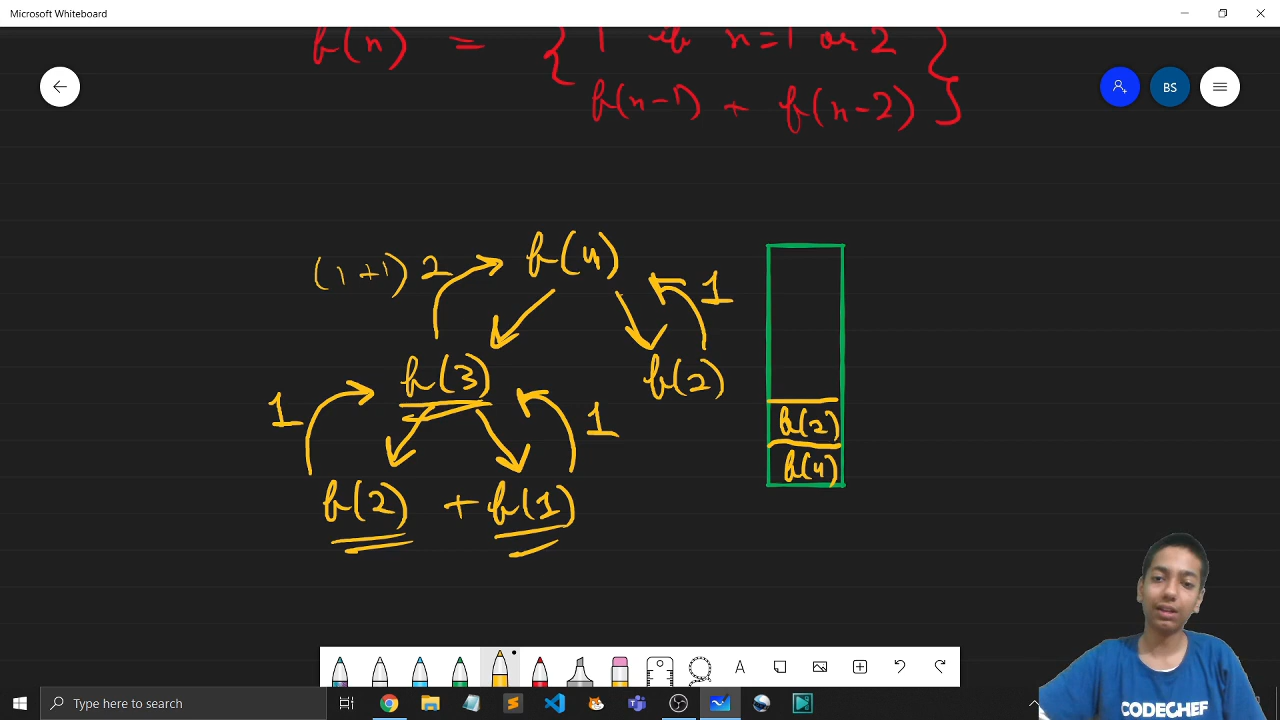 Microsoft Whiteboard
f(n) = { 1 if n=1 or 2 }
f(n-1) + f(n-2)
BS
(1+1) 2 f(4) 1
f(3) f(2)
1 1
f(2) + f(1)
f(2)
f(4)
A
Type here to search
CODECHEF